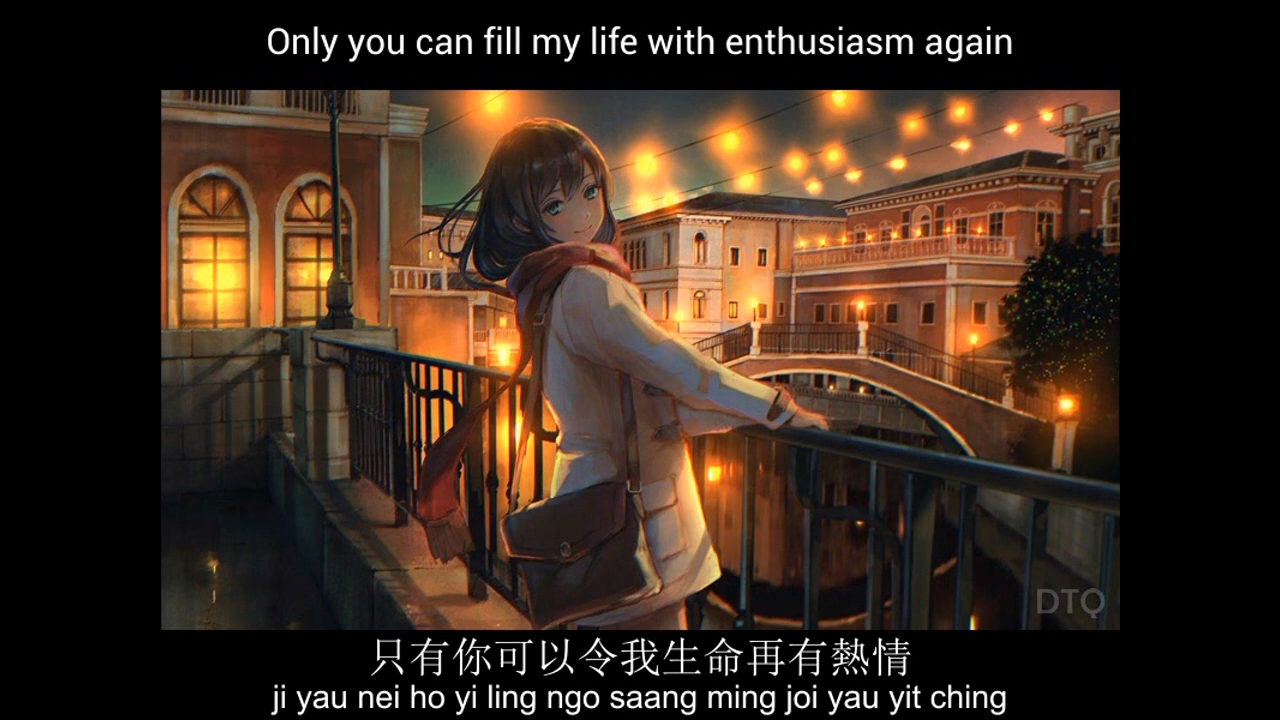 Only you can fill my life with enthusiasm again
DTQ
只有你可以令我生命再有熱情
ji yau nei ho yi ling ngo saang ming joi yau yit ching